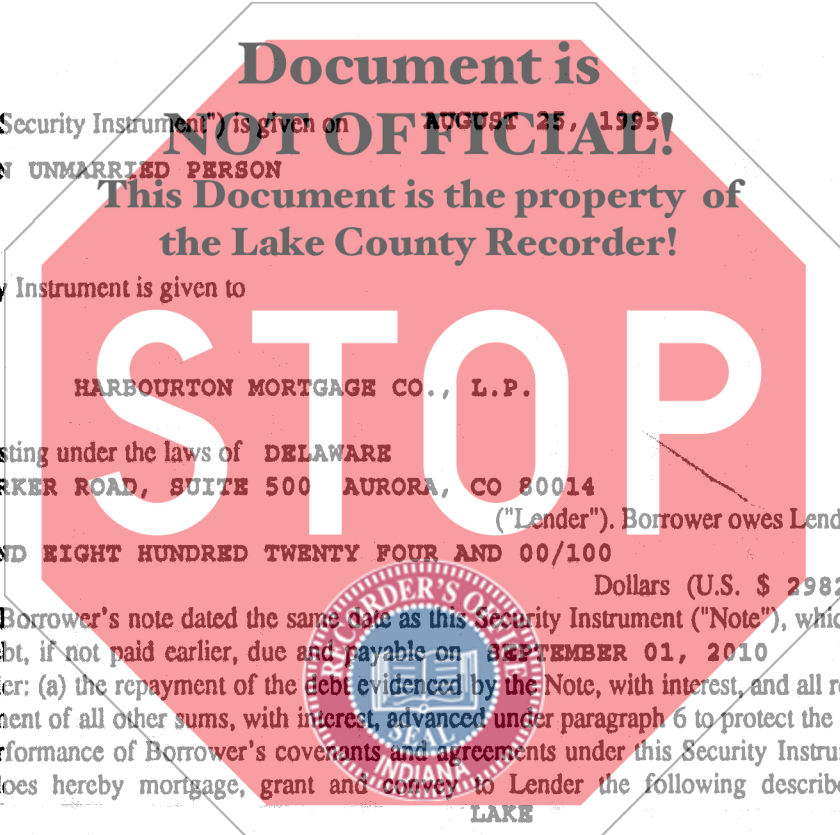 Document is
Security Instrument") is given on AUGUST 25, 1995
NOT OFFICIAL!
UNMARRIED PERSON
This Document is the property of
the Lake County Recorder!
Instrument is given to
STOP
HARBOURTON MORTGAGE CO., L.P.
sting under the laws of DELAWARE
RKER ROAD, SUITE 500 AURORA, CO 80014
("Lender"). Borrower owes Lend
ND EIGHT HUNDRED TWENTY FOUR AND 00/100
Dollars (U.S. $ 2982
Borrower's note dated the same date as this Security Instrument ("Note"), whic
bt, if not paid earlier, due and payable on SEPTEMBER 01, 2010
er: (a) the repayment of the debt evidenced by the Note, with interest, and all r
ment of all other sums, with interest, advanced under paragraph 6 to protect the
rformance of Borrower's covenants and agreements under this Security Instru
oes hereby mortgage, grant and convey to Lender the following describe
LAKE
RECORDER'S OFFICE
SEAL
INDIANA